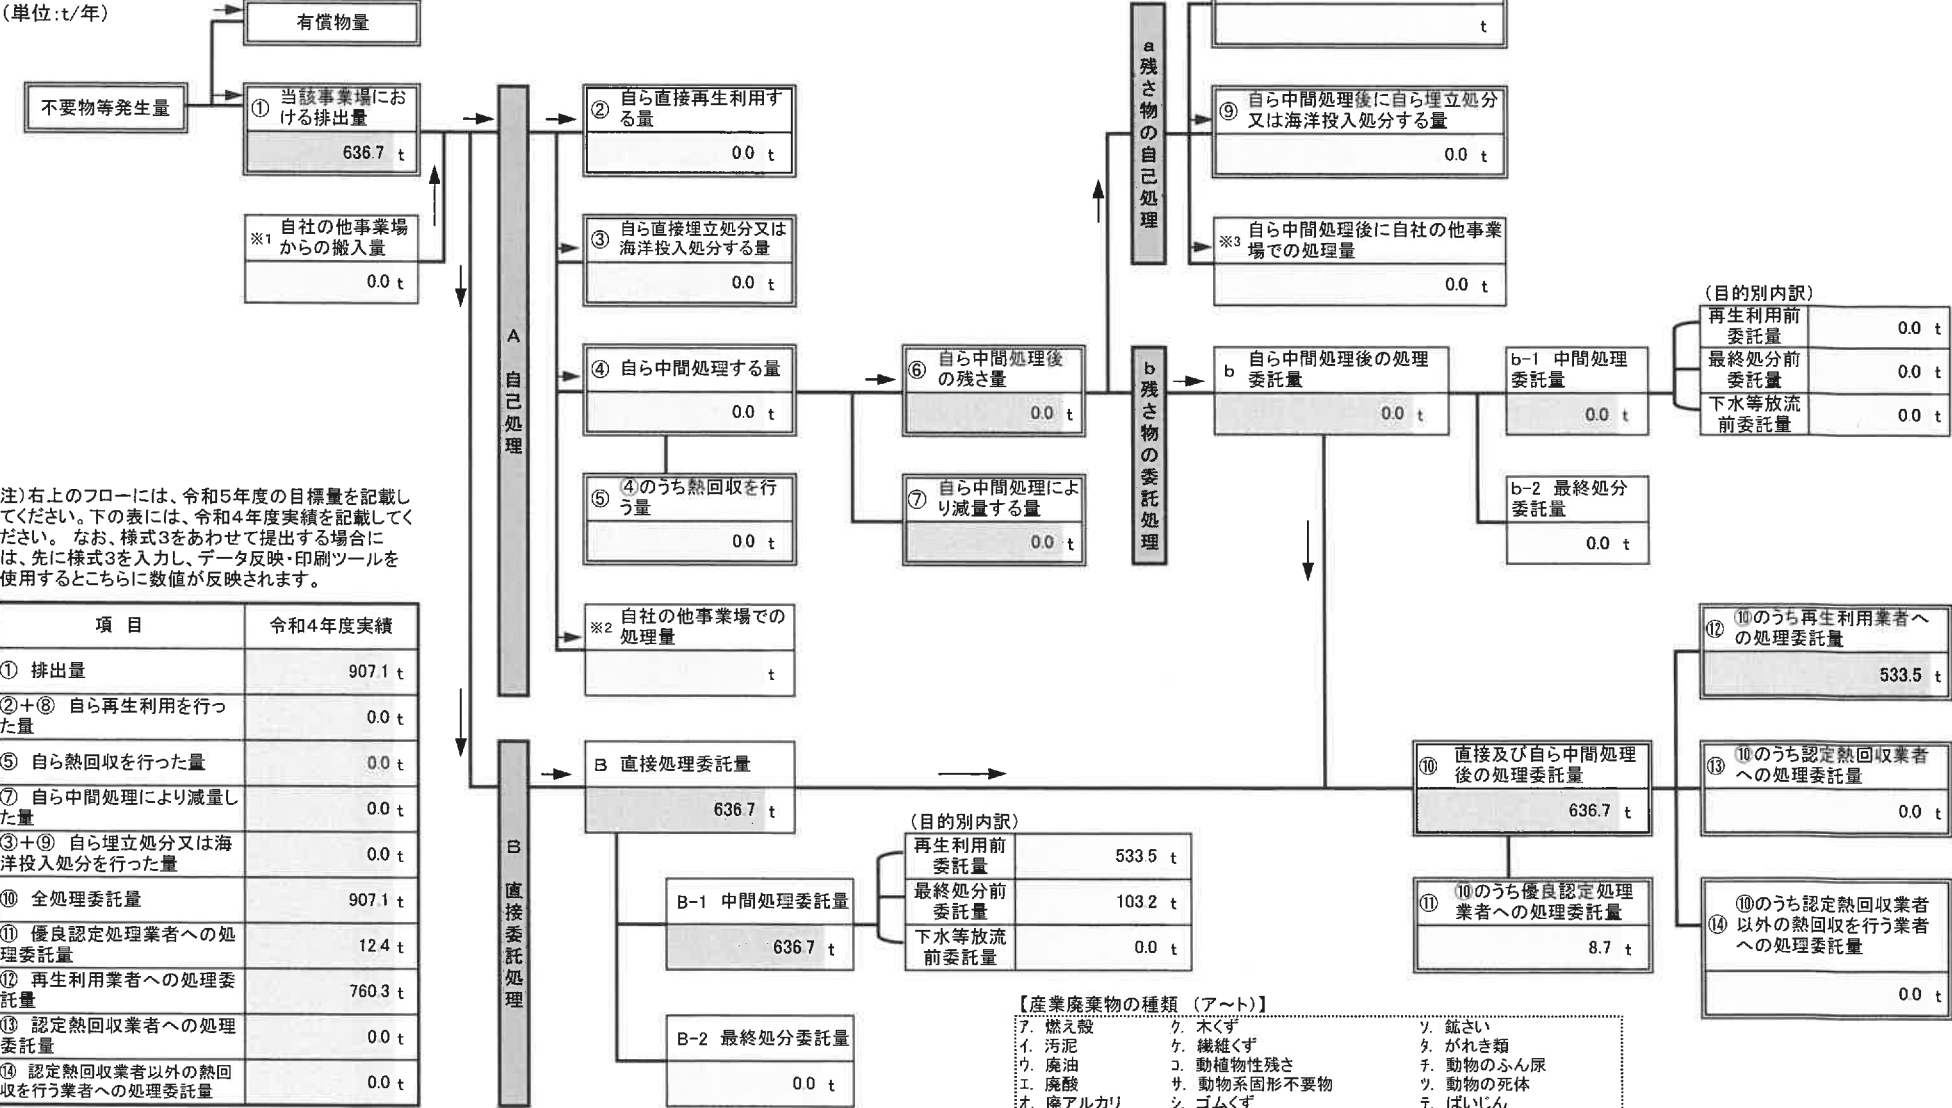 (単位:t/年)
有償物量
不要物等発生量
① 当該事業場にお
ける排出量
636.7 t
※1 自社の他事業場
からの搬入量
0.0 t
A 自己処理
② 自ら直接再生利用す
る量
0.0 t
③ 自ら直接埋立処分又は
海洋投入処分する量
0.0 t
④ 自ら中間処理する量
0.0 t
⑤ ④のうち熱回収を行
う量
0.0 t
※2 自社の他事業場での
処理量
t
⑥ 自ら中間処理後
の残さ量
0.0 t
⑦ 自ら中間処理によ
り減量する量
0.0 t
a残さ物の自己処理
t
⑨ 自ら中間処理後に自ら埋立処分
又は海洋投入処分する量
0.0 t
※3 自ら中間処理後に自社の他事業
場での処理量
0.0 t
b残さ物の委託処理
b 自ら中間処理後の処理
委託量
0.0 t
b-1 中間処理
委託量
0.0 t
b-2 最終処分
委託量
0.0 t
(目的別内訳)
再生利用前
委託量
0.0 t
最終処分前
委託量
0.0 t
下水等放流
前委託量
0.0 t
注)右上のフローには、令和5年度の目標量を記載し
てください。下の表には、令和4年度実績を記載してく
ださい。 なお、様式3をあわせて提出する場合に
は、先に様式3を入力し、データ反映・印刷ツールを
使用するとこちらに数値が反映されます。
項 目 令和4年度実績
① 排出量 907.1 t
②+⑧ 自ら再生利用を行っ
た量
0.0 t
⑤ 自ら熱回収を行った量 0.0 t
⑦ 自ら中間処理により減量し
た量
0.0 t
③+⑨ 自ら埋立処分又は海
洋投入処分を行った量
0.0 t
⑩ 全処理委託量 907.1 t
⑪ 優良認定処理業者への処
理委託量
12.4 t
⑫ 再生利用業者への処理委
託量
760.3 t
⑬ 認定熱回収業者への処理
委託量
0.0 t
⑭ 認定熱回収業者以外の熱回
収を行う業者への処理委託量
0.0 t
B 直接委託処理
B 直接処理委託量
636.7 t
B-1 中間処理委託量
636.7 t
B-2 最終処分委託量
0.0 t
(目的別内訳)
再生利用前
委託量
533.5 t
最終処分前
委託量
103.2 t
下水等放流
前委託量
0.0 t
⑩ 直接及び自ら中間処理
後の処理委託量
636.7 t
⑪ ⑩のうち優良認定処理
業者への処理委託量
8.7 t
⑫ ⑩のうち再生利用業者へ
の処理委託量
533.5 t
⑬ ⑩のうち認定熱回収業者
への処理委託量
0.0 t
⑭ ⑩のうち認定熱回収業者
以外の熱回収を行う業者
への処理委託量
0.0 t
【産業廃棄物の種類 (ア~ト)】
ア. 燃え殻 ク. 木くず ソ. 鉱さい
イ. 汚泥 ケ. 繊維くず タ. がれき類
ウ. 廃油 コ. 動植物性残さ チ. 動物のふん尿
エ. 廃酸 サ. 動物系固形不要物 ツ. 動物の死体
オ. 廃アルカリ シ. ゴムくず テ. ばいじん